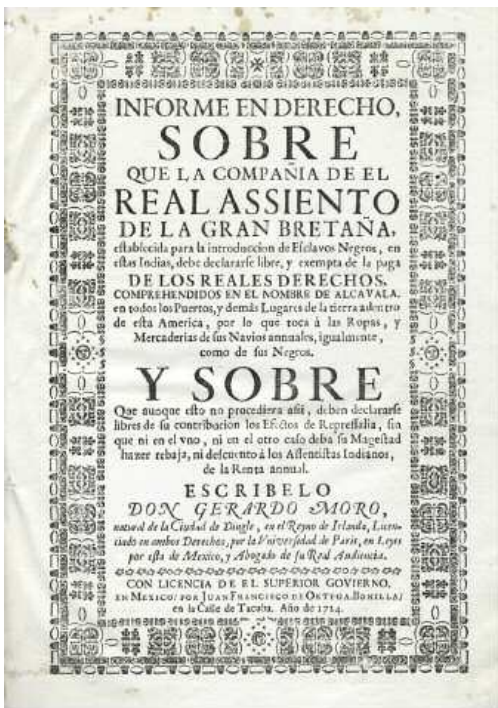 INFORME EN DERECHO,
SOBRE
QUE LA COMPAÑIA DE EL
REAL ASSIENTO
DE LA GRAN BRETAÑA,
establecida para la introduccion de Esclavos Negros, en
estas Indias, debe declararse libre, y exempta de la paga
DE LOS REALES DERECHOS,
COMPREHENDIDOS EN EL NOMBRE DE ALCAVALA,
en todos los Puertos, y demás Lugares de la tierra adentro
de esta America, por lo que toca à las Ropas, y
Mercaderias de sus Navios annuales, igualmente,
como de sus Negros.
Y SOBRE
Que aunque esto no procediera assi, deben declararse
libres de su contribucion los Efectos de Repressalia, sin
que ni en el vno, ni en el otro caso deba su Magestad
hazer rebaja, ni descuento à los Assentistas Indianos,
de la Renta annual.
ESCRIBELO
DON GERARDO MORO,
natural de la Ciudad de Dingle, en el Reyno de Irlanda, Licen-
ciado en ambos Derechos, por la Vniversedad de Paris, en Leyes
por esta de Mexico, y Abogado de su Real Audiencia.
CON LICENCIA DE EL SUPERIOR GOVIERNO.
EN MEXICO: POR JUAN FRANCISCO DE ORTEGA, BONILLA,
en la Calle de Tacuba. Año de 1724.